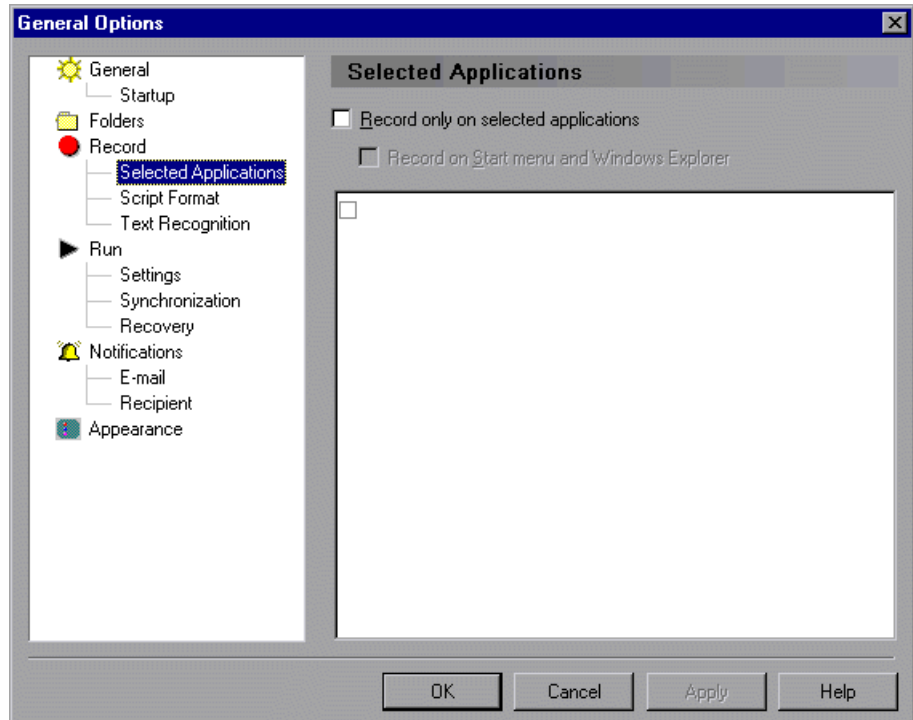 General Options
General
Startup
Folders
Record
Selected Applications
Script Format
Text Recognition
Run
Settings
Synchronization
Recovery
Notifications
E-mail
Recipient
Appearance
Selected Applications
Record only on selected applications
Record on Start menu and Windows Explorer
OK
Cancel
Apply
Help